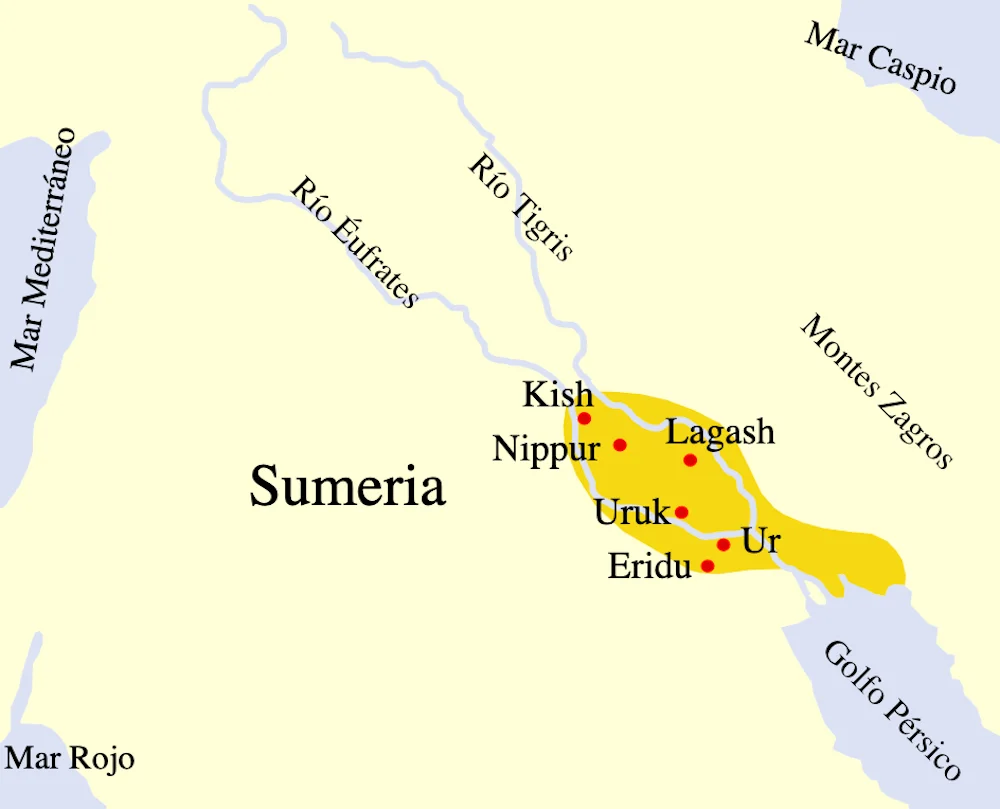 Mar Caspio
Mar Mediterráneo
Río Tigris
Río Éufrates
Montes Zagros
Kish
Lagash
Nippur
Sumeria
Uruk
Ur
Eridu
Golfo Pérsico
Mar Rojo